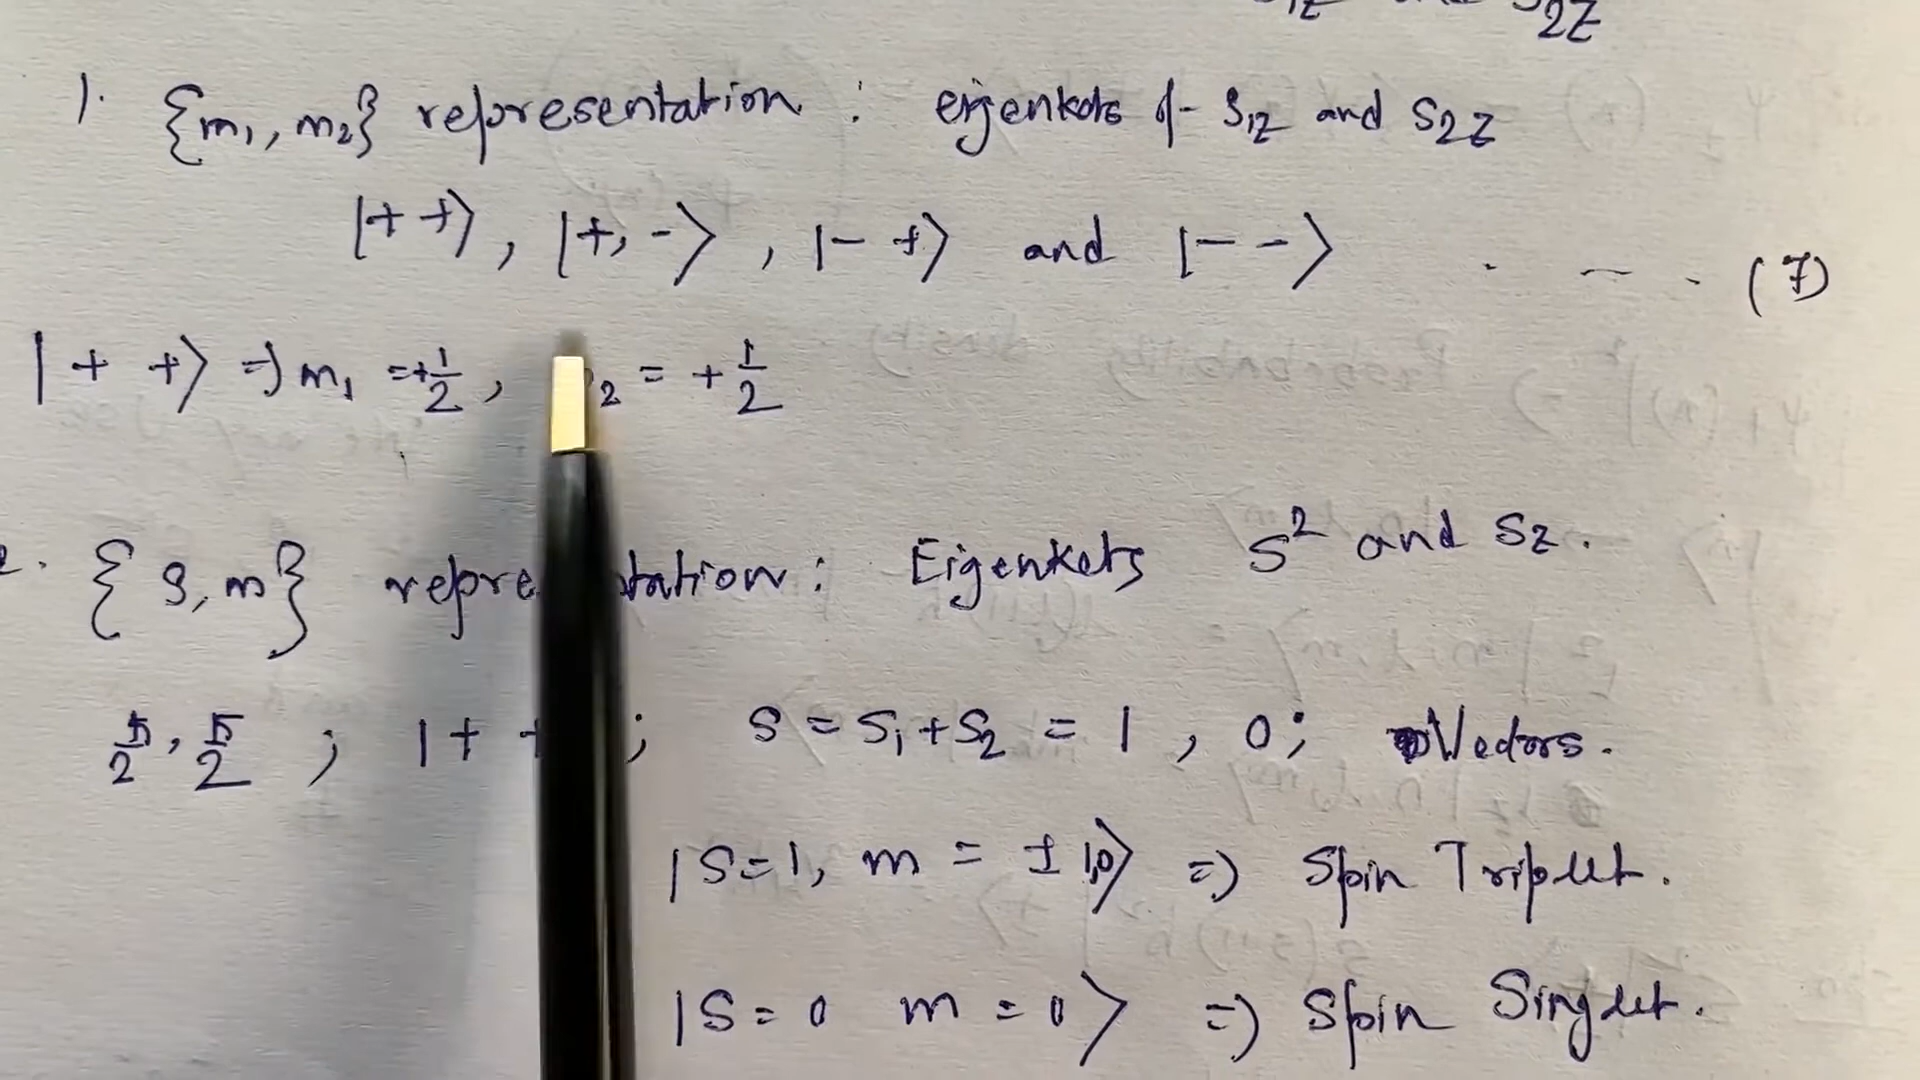 S1z and S2z
1. {m₁, m₂} representation : eigenkets of S1z and S2z
|+ +⟩, |+, -⟩, |- +⟩ and |- -⟩ . — . (7)
|+ +⟩ ⇒ m₁ = +1/2, ₂ = +1/2
2. {s, m} representation : Eigenkets S² and Sz.
ħ/2, ħ/2 ; |+ + ; S = S₁ + S₂ = 1, 0; Vectors.
|S=1, m = ±1,0⟩ ⇒ Spin Triplet.
|S=0 m=0⟩ ⇒ Spin Singlet.